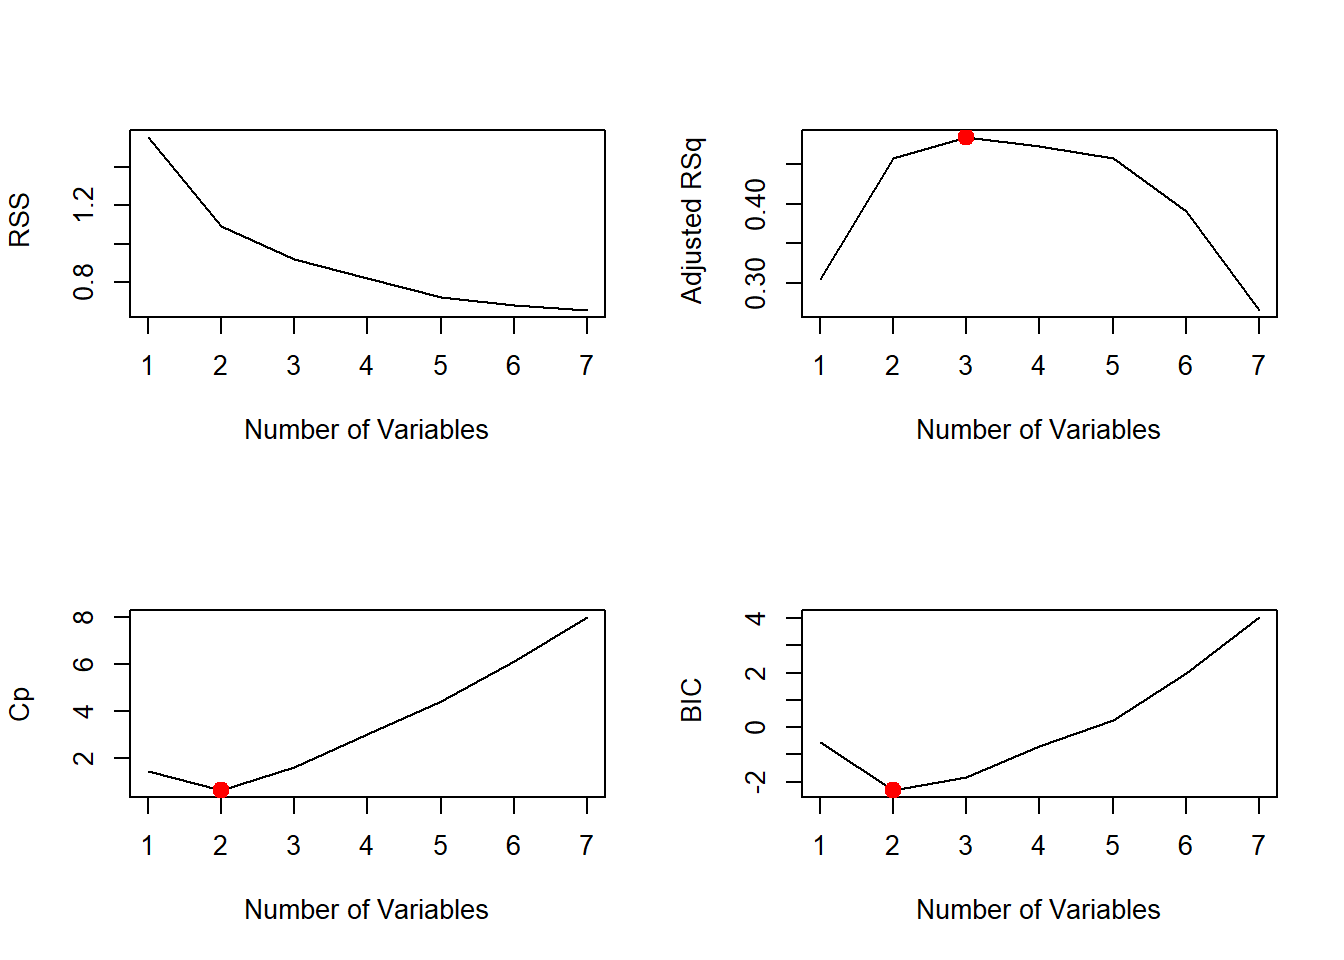 RSS
0.8
1.2
1 2 3 4 5 6 7
Number of Variables
Adjusted RSq
0.30
0.40
1 2 3 4 5 6 7
Number of Variables
Cp
2
4
6
8
1 2 3 4 5 6 7
Number of Variables
BIC
-2
0
2
4
1 2 3 4 5 6 7
Number of Variables